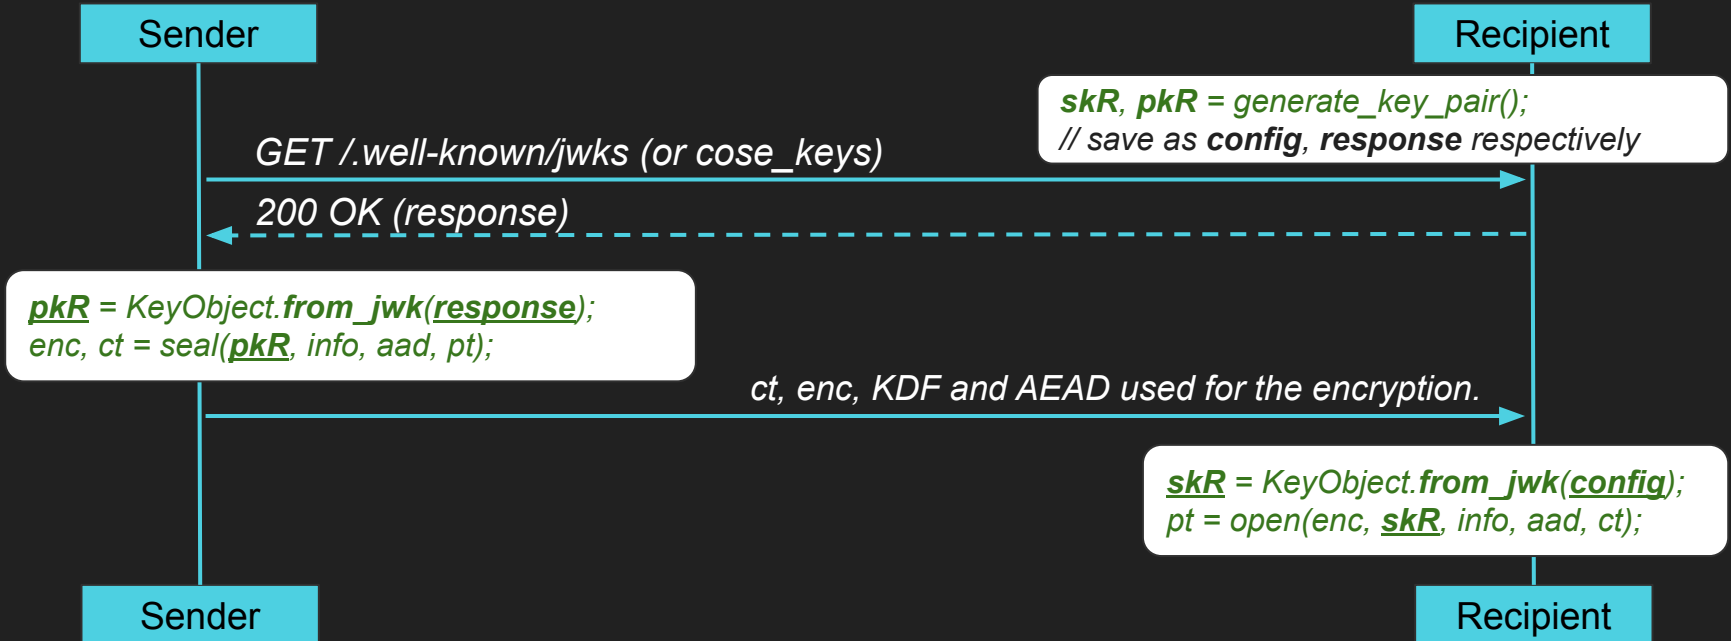 Sender
Recipient
skR, pkR = generate_key_pair();
// save as config, response respectively
GET /.well-known/jwks (or cose_keys)
200 OK (response)
pkR = KeyObject.from_jwk(response);
enc, ct = seal(pkR, info, aad, pt);
ct, enc, KDF and AEAD used for the encryption.
skR = KeyObject.from_jwk(config);
pt = open(enc, skR, info, aad, ct);
Sender
Recipient